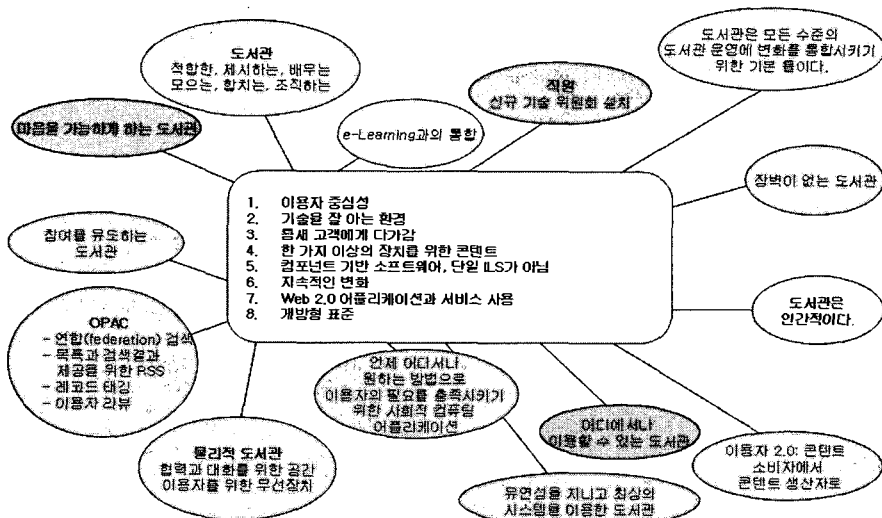 도서관
적합한, 제시하는, 배우는
모으는, 합치는, 조직하는
도서관은 모든 수준의
도서관 운영에 변화를 통합시키기
위한 기본 틀이다.
직원
신규 기술 위원회 설치
마음을 가능하게 하는 도서관
e-Learning과의 통합
장벽이 없는 도서관
1. 이용자 중심성
2. 기술을 잘 아는 환경
3. 틈새 고객에게 다가감
4. 한 가지 이상의 장치를 위한 콘텐트
5. 컴포넌트 기반 소프트웨어, 단일 ILS가 아님
6. 지속적인 변화
7. Web 2.0 어플리케이션과 서비스 사용
8. 개방형 표준
참여를 유도하는
도서관
도서관은
인간적이다.
OPAC
- 연합(federation) 검색
- 목록과 검색결과
제공을 위한 RSS
- 레코드 태깅
- 이용자 리뷰
언제 어디서나
원하는 방법으로
이용자의 필요를 충족시키기
위한 사회적 컴퓨팅
어플리케이션
어디에서나
이용할 수 있는 도서관
물리적 도서관
협력과 대화를 위한 공간
이용자를 위한 무선장치
이용자 2.0: 콘텐트
소비자에서
콘텐트 생산자로
유연성을 지니고 최상의
시스템을 이용한 도서관